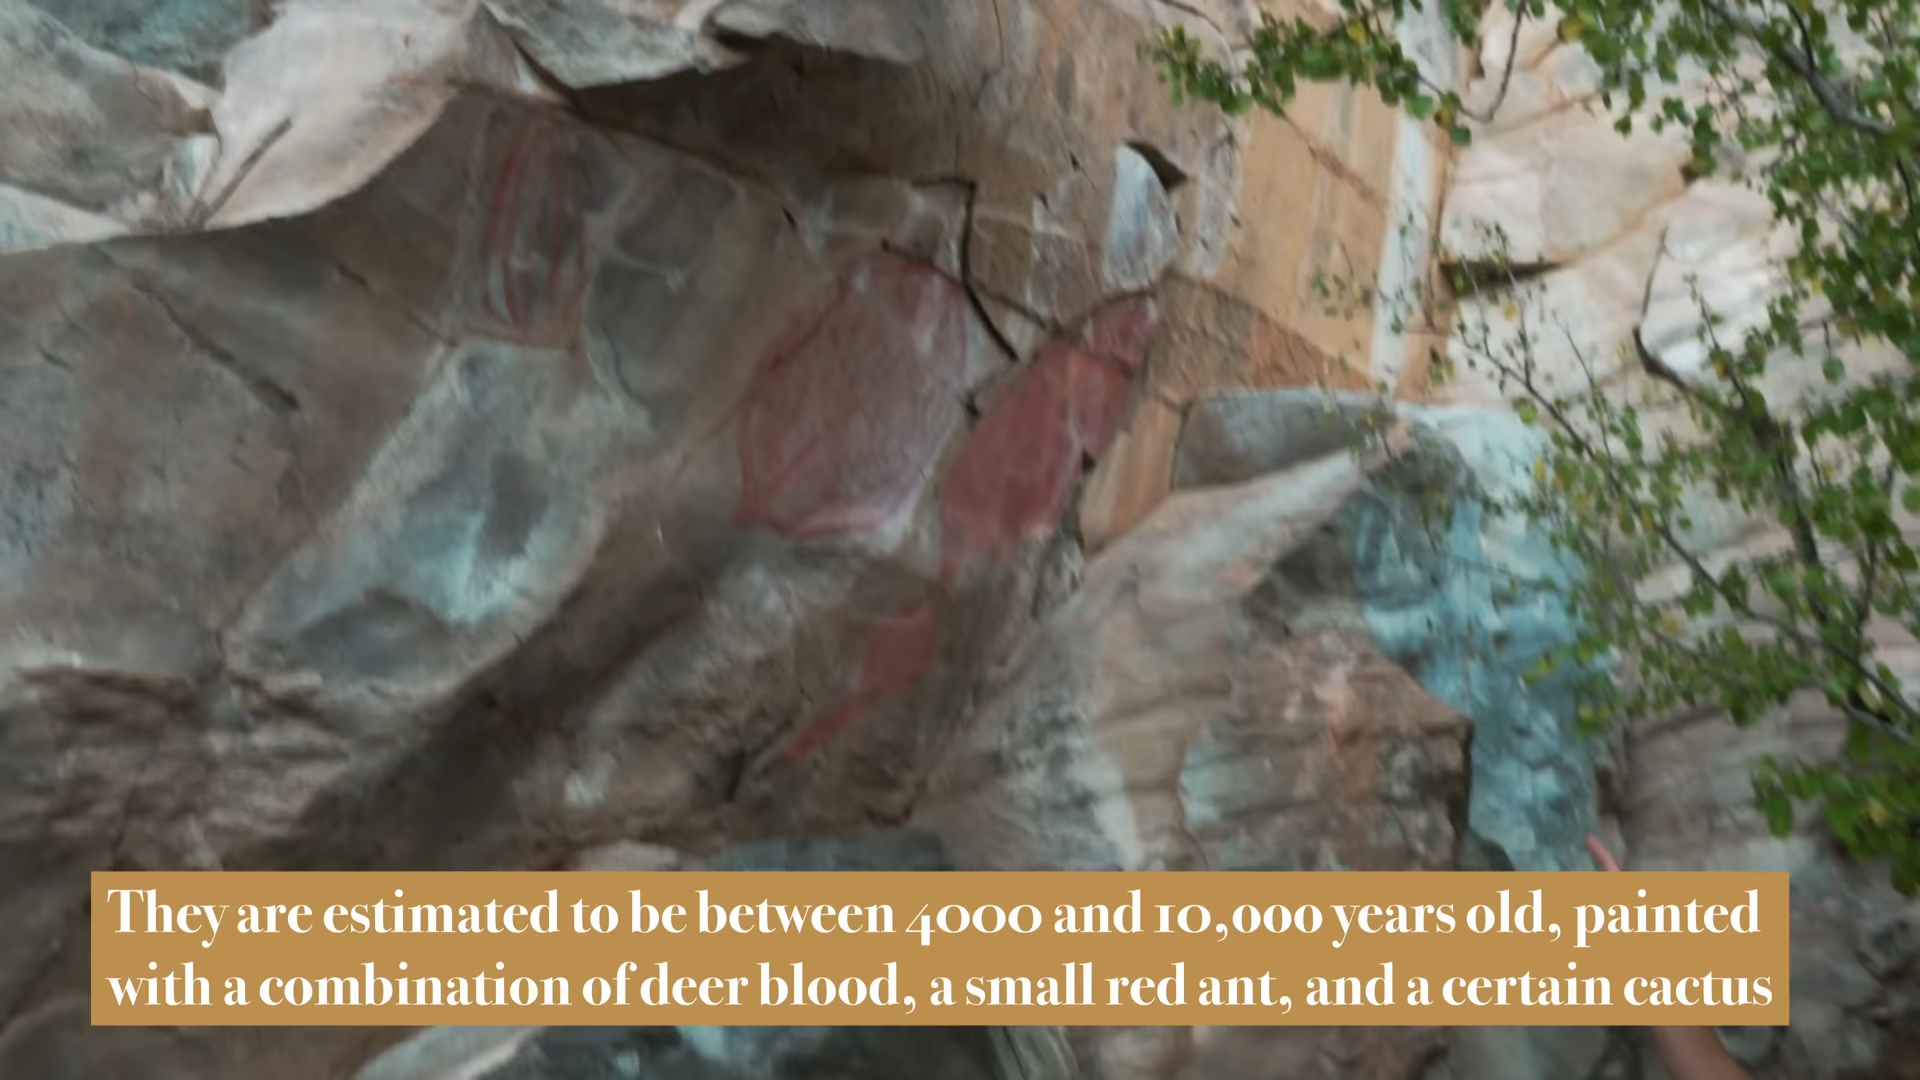 They are estimated to be between 4000 and 10,000 years old, painted
with a combination of deer blood, a small red ant, and a certain cactus